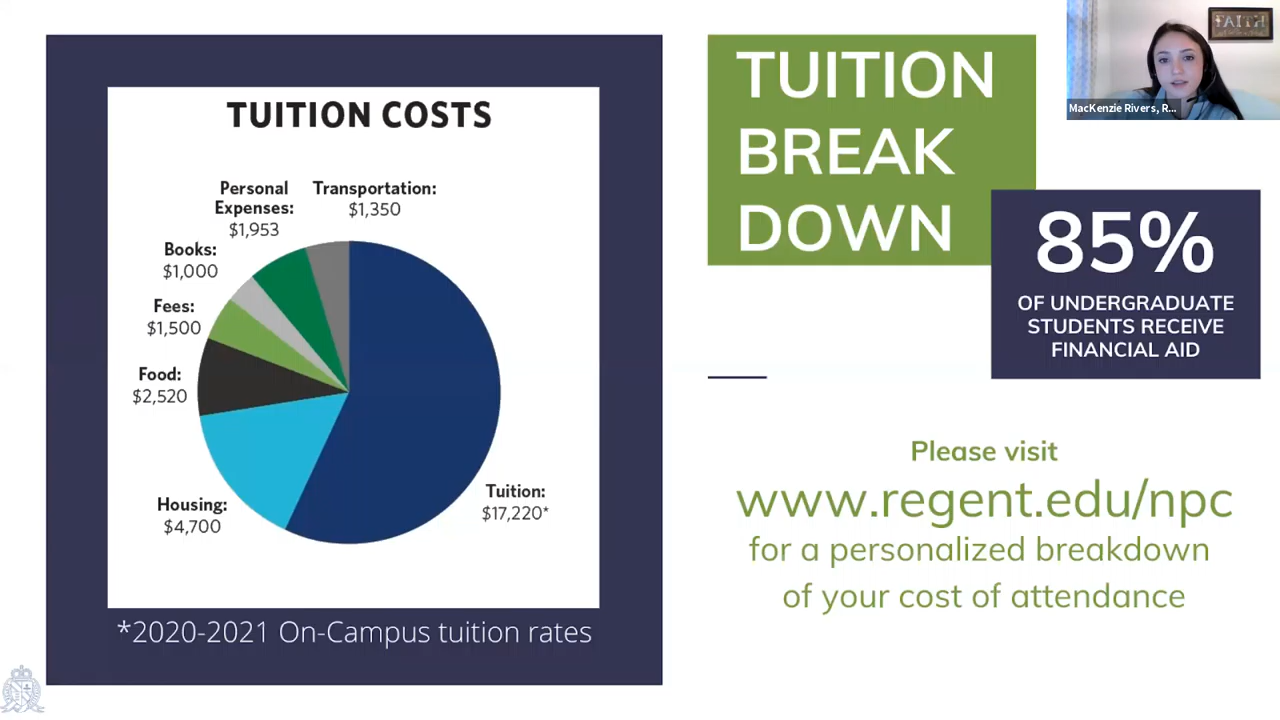 TUITION COSTS
Personal
Expenses:
$1,953
Transportation:
$1,350
Books:
$1,000
Fees:
$1,500
Food:
$2,520
Housing:
$4,700
Tuition:
$17,220*
*2020-2021 On-Campus tuition rates
TUITION
BREAK
DOWN
85%
OF UNDERGRADUATE
STUDENTS RECEIVE
FINANCIAL AID
Please visit
www.regent.edu/npc
for a personalized breakdown
of your cost of attendance
FAITH
MacKenzie Rivers, R...